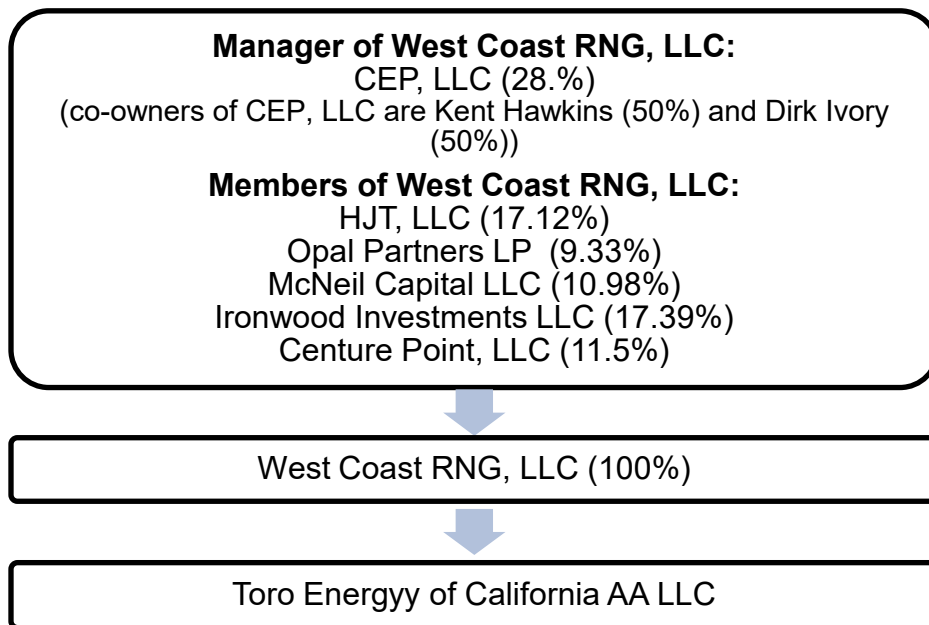 Manager of West Coast RNG, LLC:
CEP, LLC (28.%)
(co-owners of CEP, LLC are Kent Hawkins (50%) and Dirk Ivory
(50%))
Members of West Coast RNG, LLC:
HJT, LLC (17.12%)
Opal Partners LP (9.33%)
McNeil Capital LLC (10.98%)
Ironwood Investments LLC (17.39%)
Centure Point, LLC (11.5%)
West Coast RNG, LLC (100%)
Toro Energyy of California AA LLC